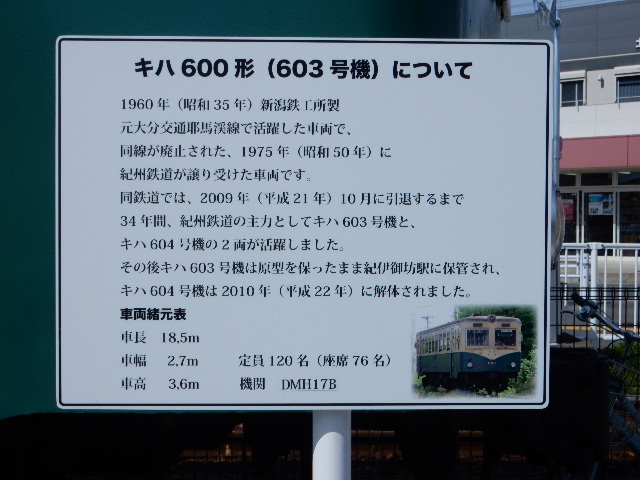 キハ600形（603号機）について
1960年（昭和35年）新潟鉄工所製
元大分交通耶馬溪線で活躍した車両で、
同線が廃止された、1975年（昭和50年）に
紀州鉄道が譲り受けた車両です。
同鉄道では、2009年（平成21年）10月に引退するまで
34年間、紀州鉄道の主力としてキハ603号機と、
キハ604号機の2両が活躍しました。
その後キハ603号機は原型を保ったまま紀伊御坊駅に保管され、
キハ604号機は2010年（平成22年）に解体されました。
車両緒元表
車長 18,5m
車幅 2,7m 定員120名（座席76名）
車高 3,6m 機関 DMH17B